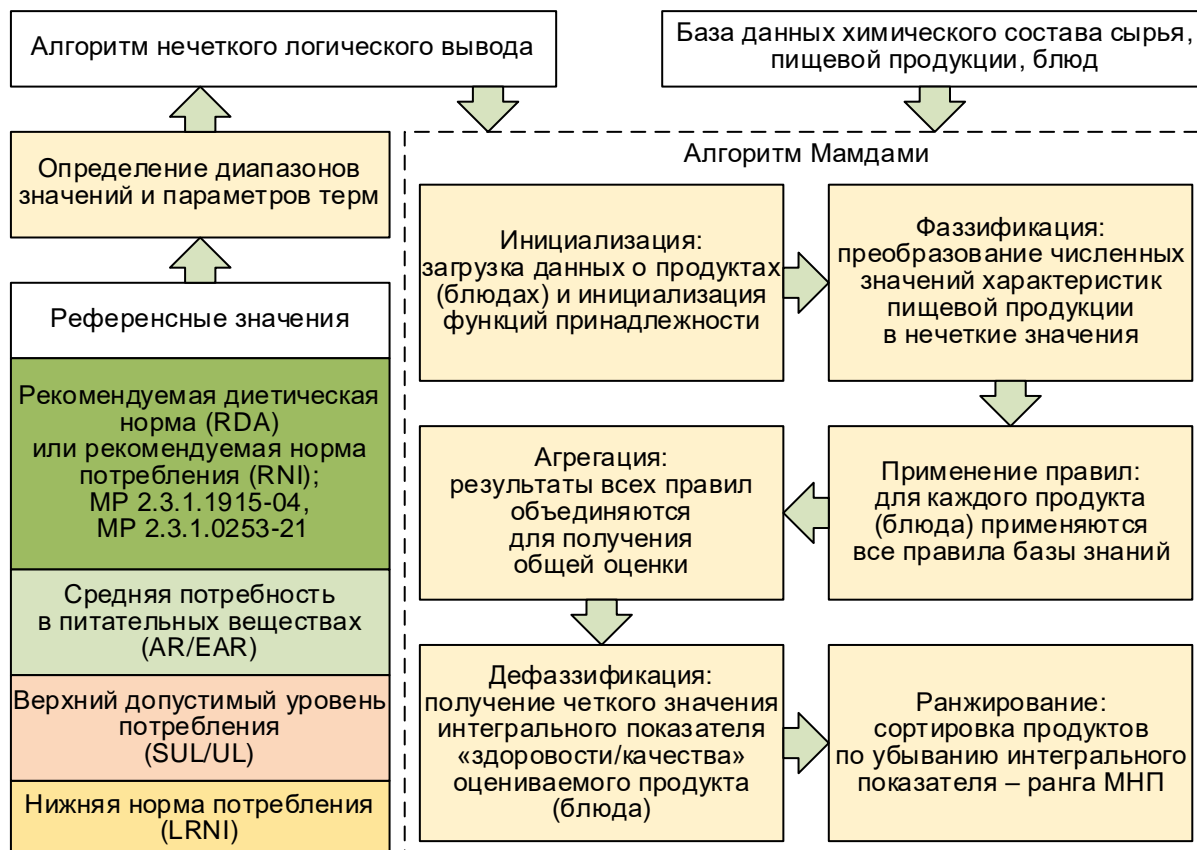 Алгоритм нечеткого логического вывода
База данных химического состава сырья,
пищевой продукции, блюд
Определение диапазонов
значений и параметров терм
Референсные значения
Рекомендуемая диетическая
норма (RDA)
или рекомендуемая норма
потребления (RNI);
МР 2.3.1.1915-04,
МР 2.3.1.0253-21
Средняя потребность
в питательных веществах
(AR/EAR)
Верхний допустимый уровень
потребления
(SUL/UL)
Нижняя норма потребления
(LRNI)
Алгоритм Мамдами
Инициализация:
загрузка данных о продуктах
(блюдах) и инициализация
функций принадлежности
Фаззификация:
преобразование численных
значений характеристик
пищевой продукции
в нечеткие значения
Применение правил:
для каждого продукта
(блюда) применяются
все правила базы знаний
Агрегация:
результаты всех правил
объединяются
для получения
общей оценки
Дефаззификация:
получение четкого значения
интегрального показателя
«здоровости/качества»
оцениваемого продукта
(блюда)
Ранжирование:
сортировка продуктов
по убыванию интегрального
показателя – ранга МНП